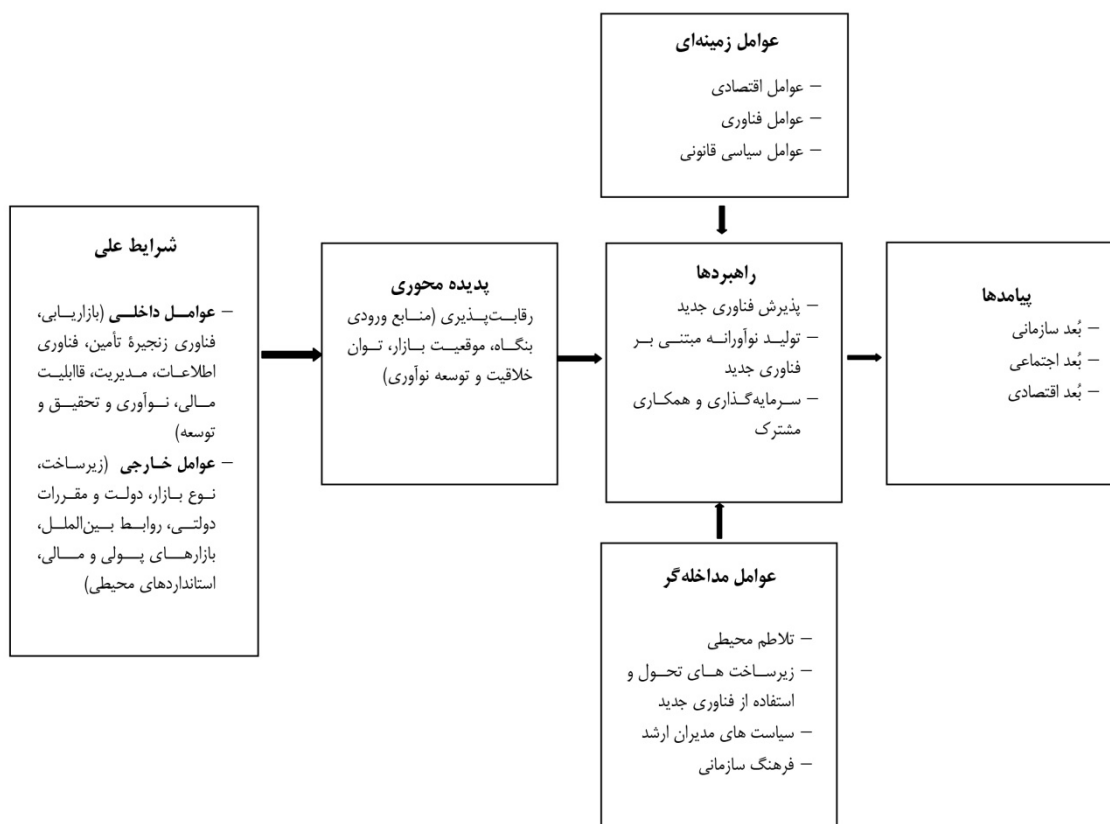 عوامل زمینه‌ای
– عوامل اقتصادی
– عوامل فناوری
– عوامل سیاسی قانونی
شرایط علی
– عوامل داخلی (بازاریابی،
فناوری زنجیرۀ تأمین، فناوری
اطلاعات، مدیریت، قاابلیت
مالی، نوآوری و تحقیق و
توسعه)
– عوامل خارجی (زیرساخت،
نوع بازار، دولت و مقررات
دولتی، روابط بین‌الملل،
بازارهای پولی و مالی،
استانداردهای محیطی)
پدیده محوری
رقابت‌پذیری (منابع ورودی
بنگاه، موقعیت بازار، توان
خلاقیت و توسعه نوآوری)
راهبردها
– پذیرش فناوری جدید
– تولید نوآورانه مبتنی بر
فناوری جدید
– سرمایه‌گذاری و همکاری
مشترک
پیامدها
– بُعد سازمانی
– بُعد اجتماعی
– بُعد اقتصادی
عوامل مداخله‌گر
– تلاطم محیطی
– زیرساخت های تحول و
استفاده از فناوری جدید
– سیاست های مدیران ارشد
– فرهنگ سازمانی